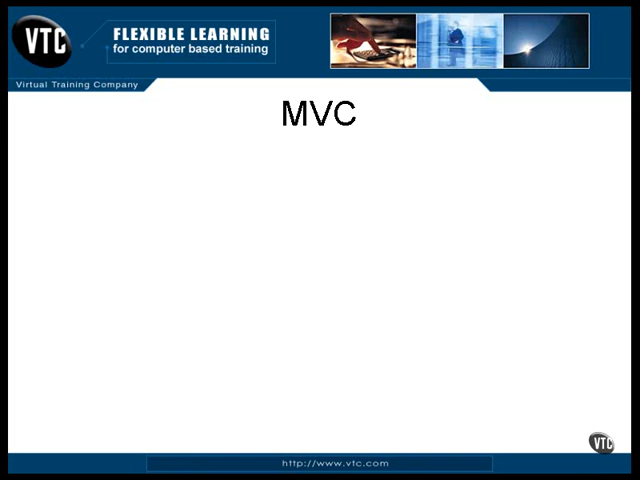 VTC
FLEXIBLE LEARNING
for computer based training
Virtual Training Company
MVC
VTC
http://www.vtc.com